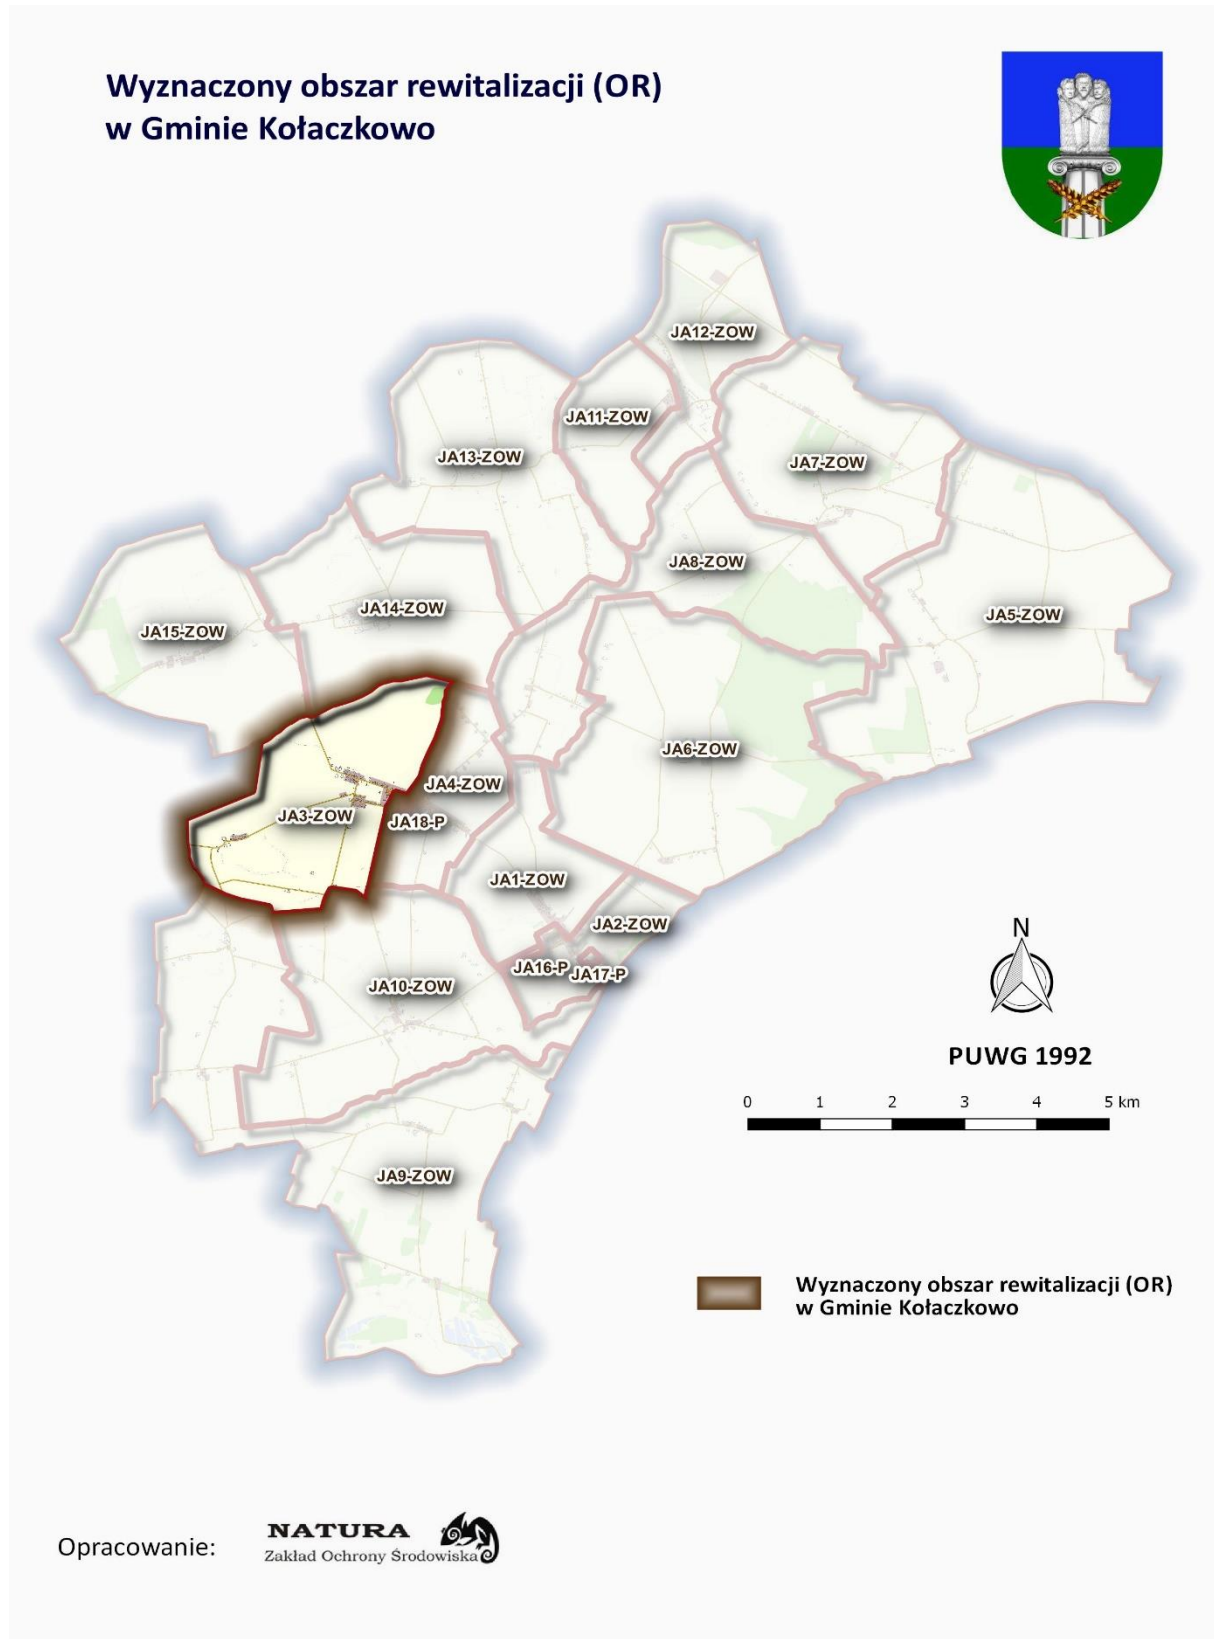 Wyznaczony obszar rewitalizacji (OR)
w Gminie Kołaczkowo
JA12-ZOW
JA11-ZOW
JA13-ZOW
JA7-ZOW
JA8-ZOW
JA14-ZOW
JA5-ZOW
JA15-ZOW
JA6-ZOW
JA4-ZOW
JA3-ZOW
JA18-P
JA1-ZOW
JA2-ZOW
JA16-P
JA17-P
JA10-ZOW
N
PUWG 1992
0 1 2 3 4 5 km
JA9-ZOW
Wyznaczony obszar rewitalizacji (OR)
w Gminie Kołaczkowo
Opracowanie:
NATURA
Zakład Ochrony Środowiska